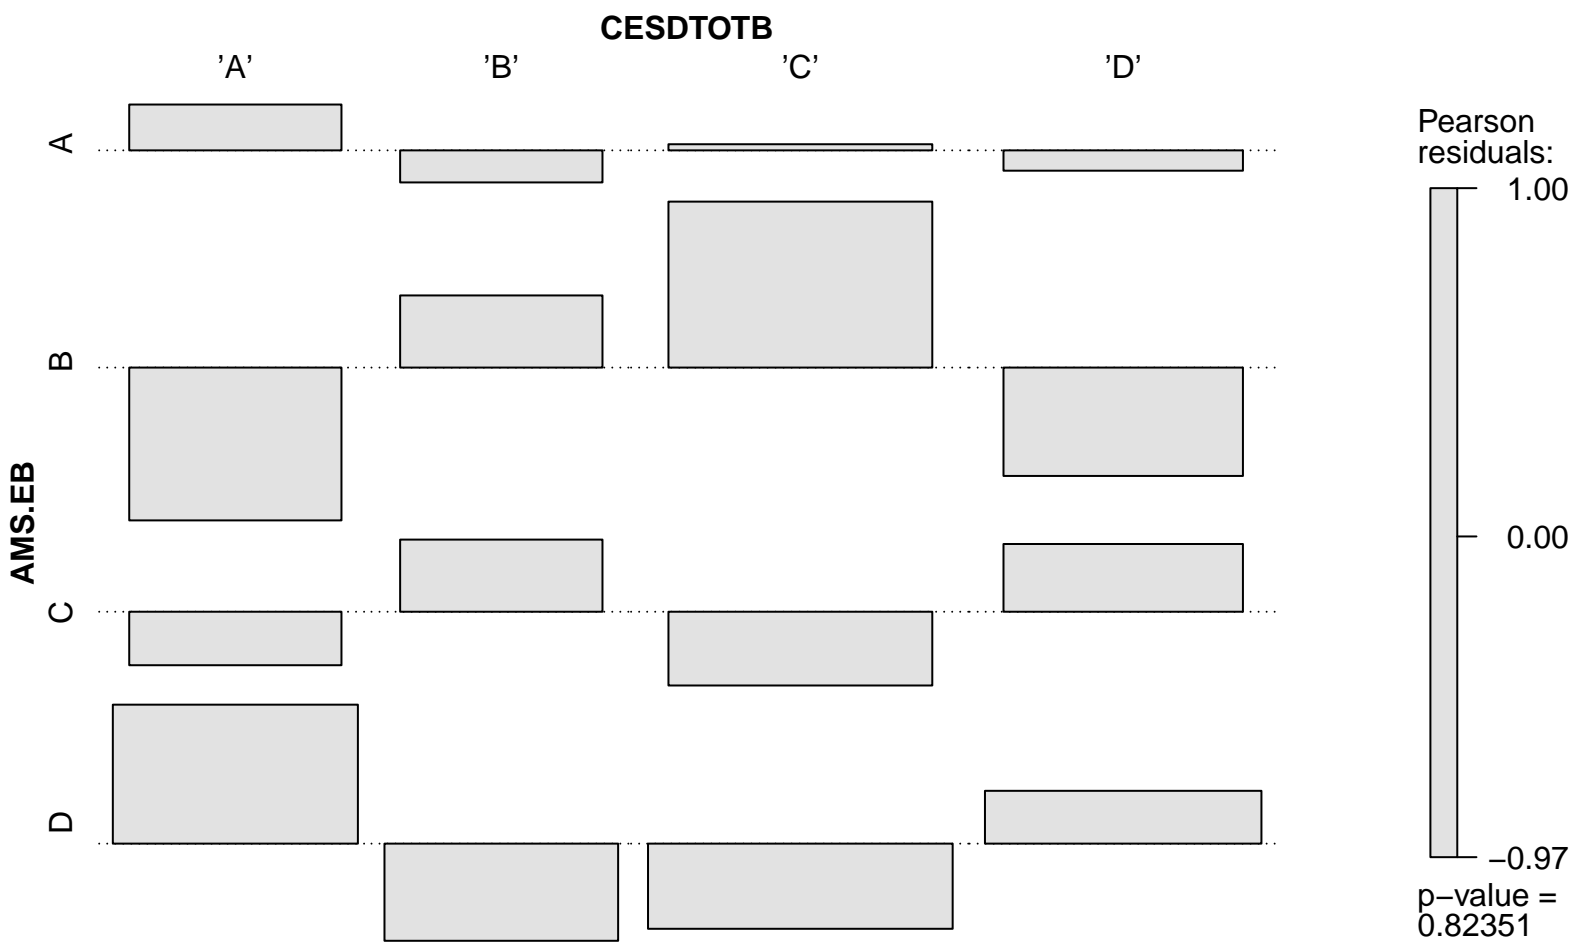 CESDTOTB
’A’ ’B’ ’C’ ’D’
AMS.EB
A
B
C
D
Pearson
residuals:
1.00
0.00
−0.97
p−value =
0.82351